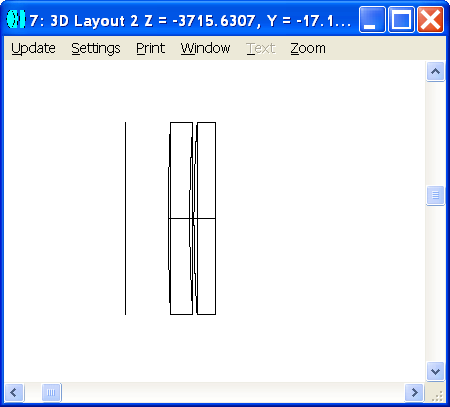 7: 3D Layout 2 Z = -3715.6307, Y = -17.1...
Update Settings Print Window Text Zoom